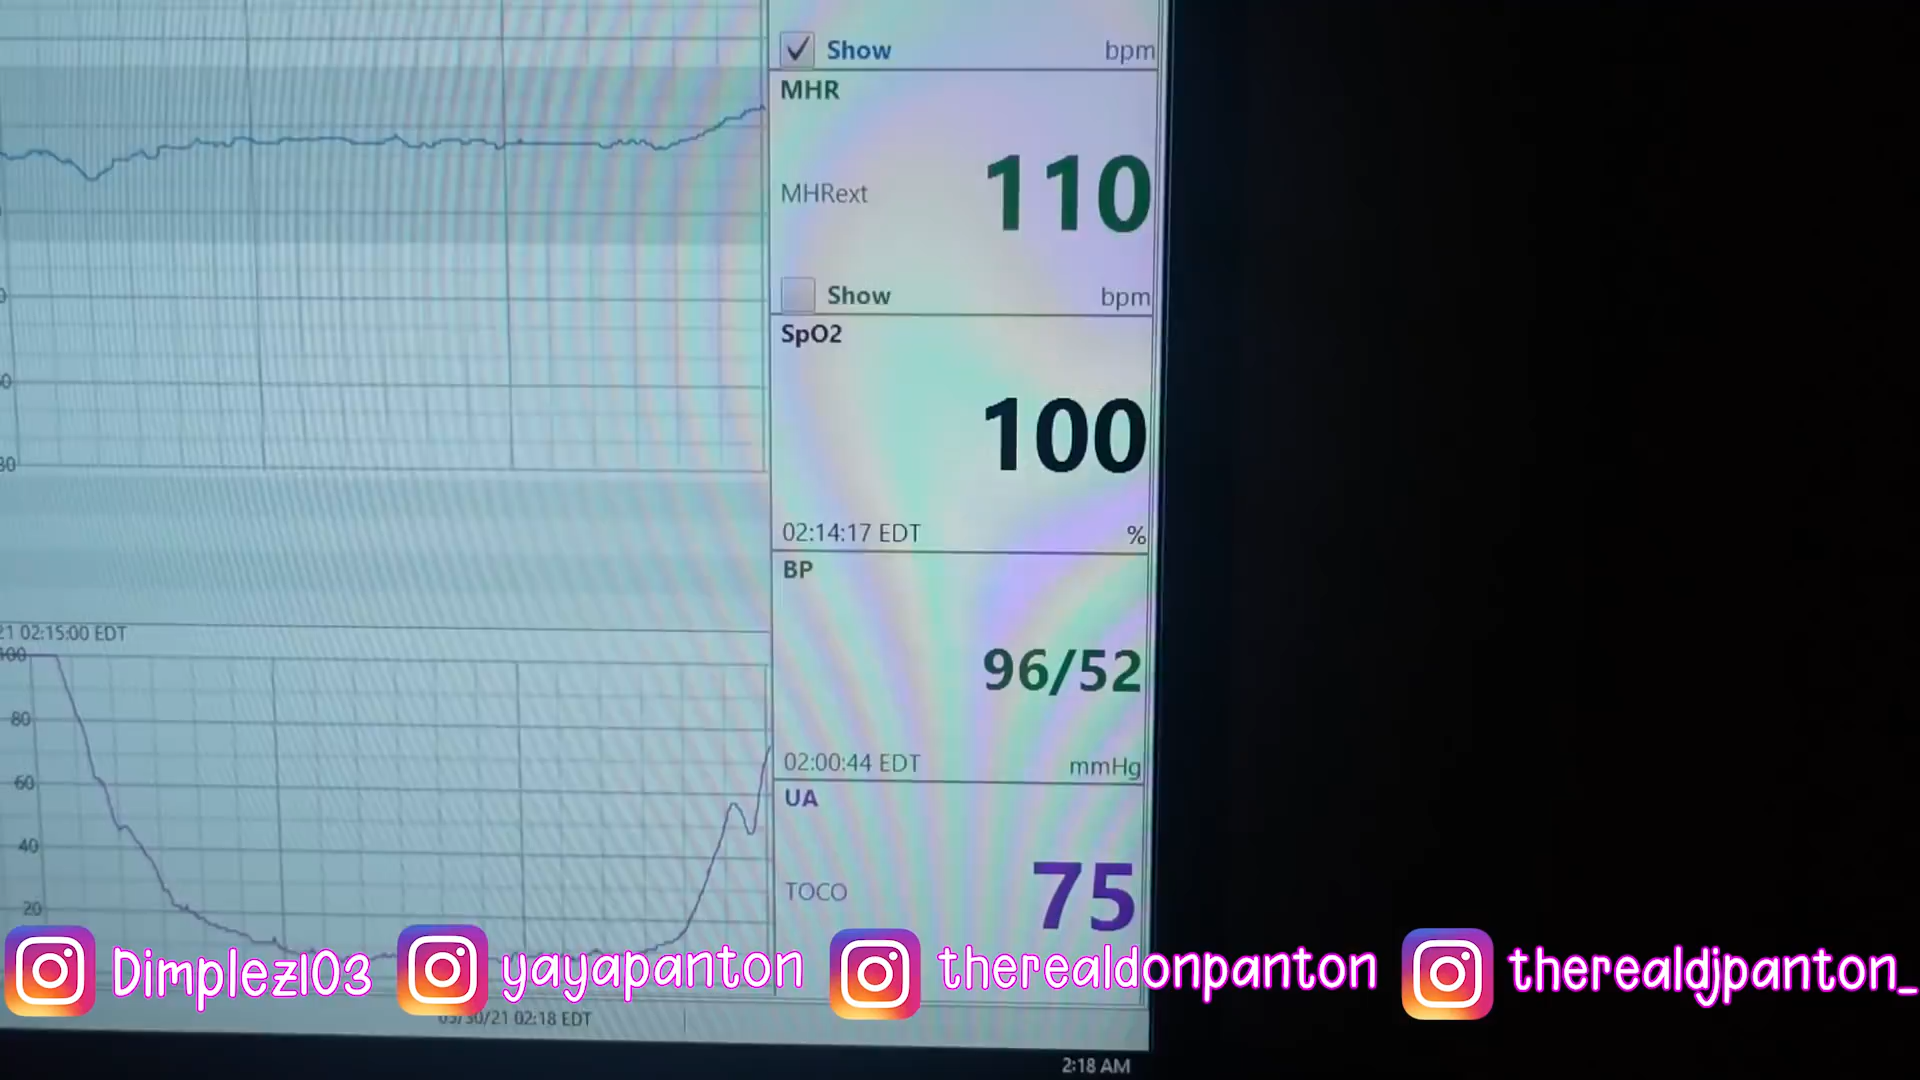 Show bpm
MHR
MHRext 110
Show bpm
SpO2
100
02:14:17 EDT %
BP
96/52
02:00:44 EDT mmHg
UA
TOCO 75
21 02:15:00 EDT
100
80
60
40
20
Dimplez103 yayapanton therealdonpanton therealdjpanton_
02:18 EDT
2:18 AM